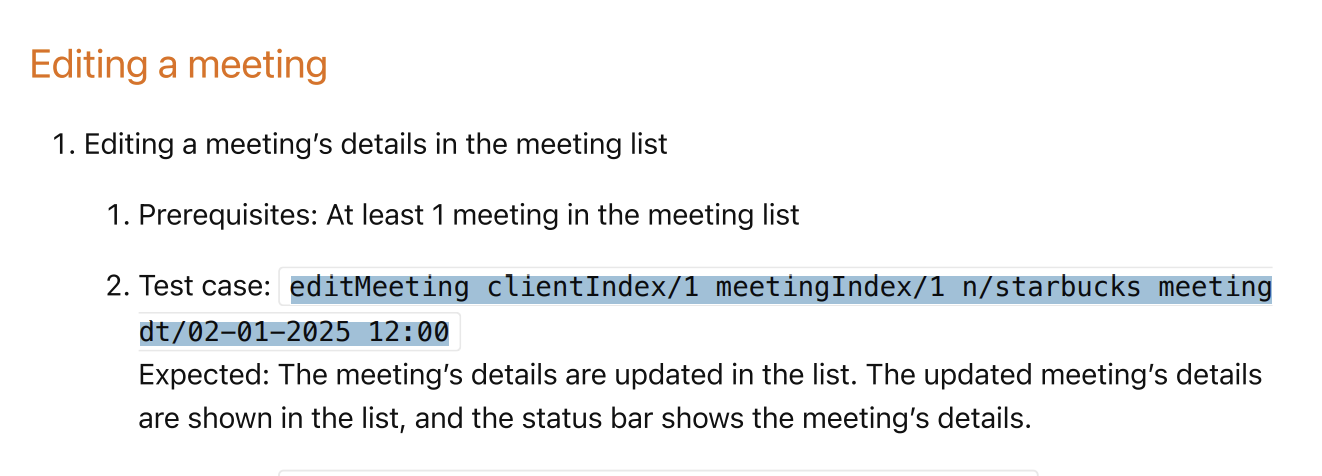 Editing a meeting
1. Editing a meeting’s details in the meeting list
1. Prerequisites: At least 1 meeting in the meeting list
2. Test case: editMeeting clientIndex/1 meetingIndex/1 n/starbucks meeting
dt/02-01-2025 12:00
Expected: The meeting’s details are updated in the list. The updated meeting’s details
are shown in the list, and the status bar shows the meeting’s details.